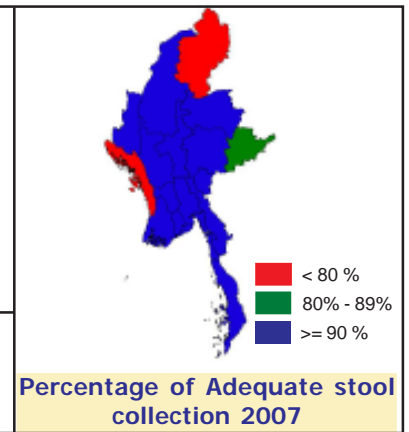 < 80 %
80% - 89%
>= 90 %
Percentage of Adequate stool
collection 2007